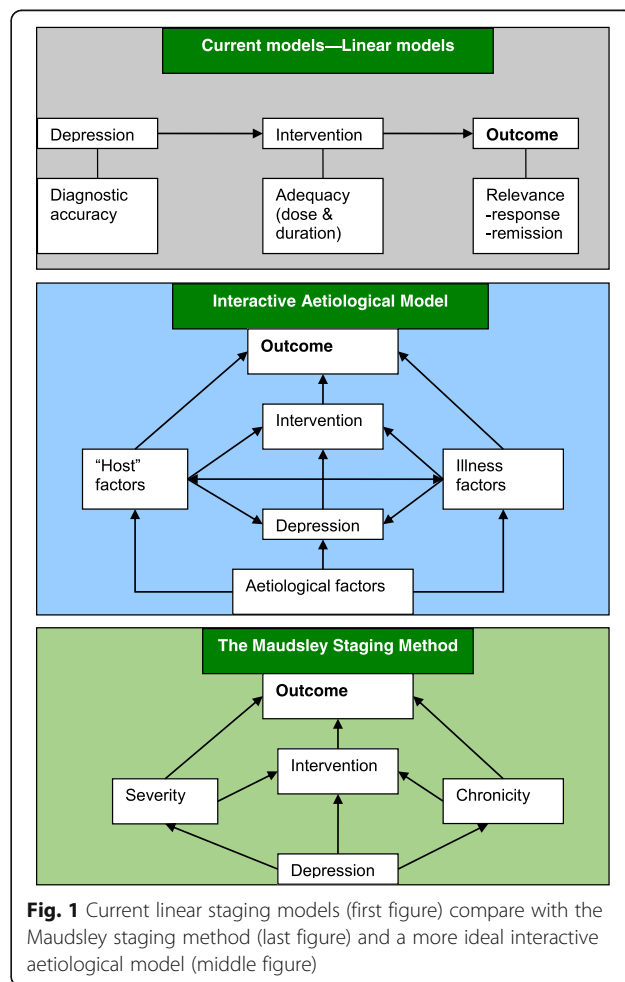 Current models—Linear models
Depression
Intervention
Outcome
Diagnostic
accuracy
Adequacy
(dose &
duration)
Relevance
-response
-remission
Interactive Aetiological Model
Outcome
Intervention
“Host”
factors
Illness
factors
Depression
Aetiological factors
The Maudsley Staging Method
Outcome
Intervention
Severity
Chronicity
Depression
Fig. 1 Current linear staging models (first figure) compare with the
Maudsley staging method (last figure) and a more ideal interactive
aetiological model (middle figure)